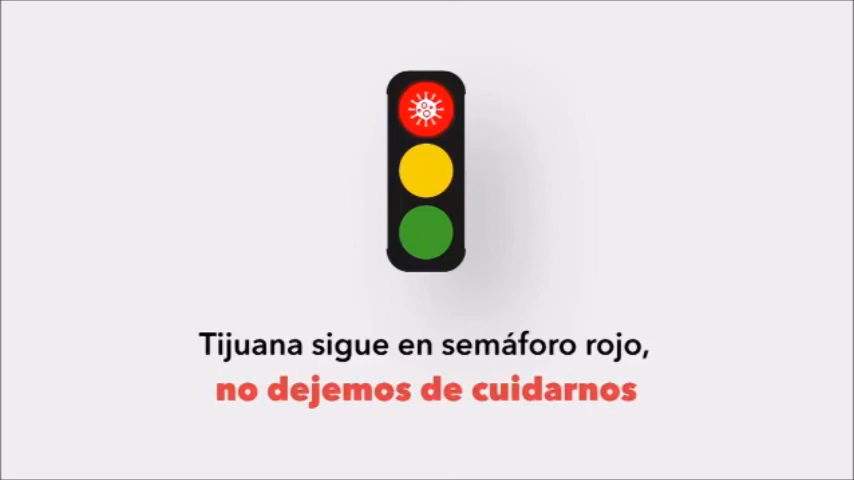 Tijuana sigue en semáforo rojo,
no dejemos de cuidarnos